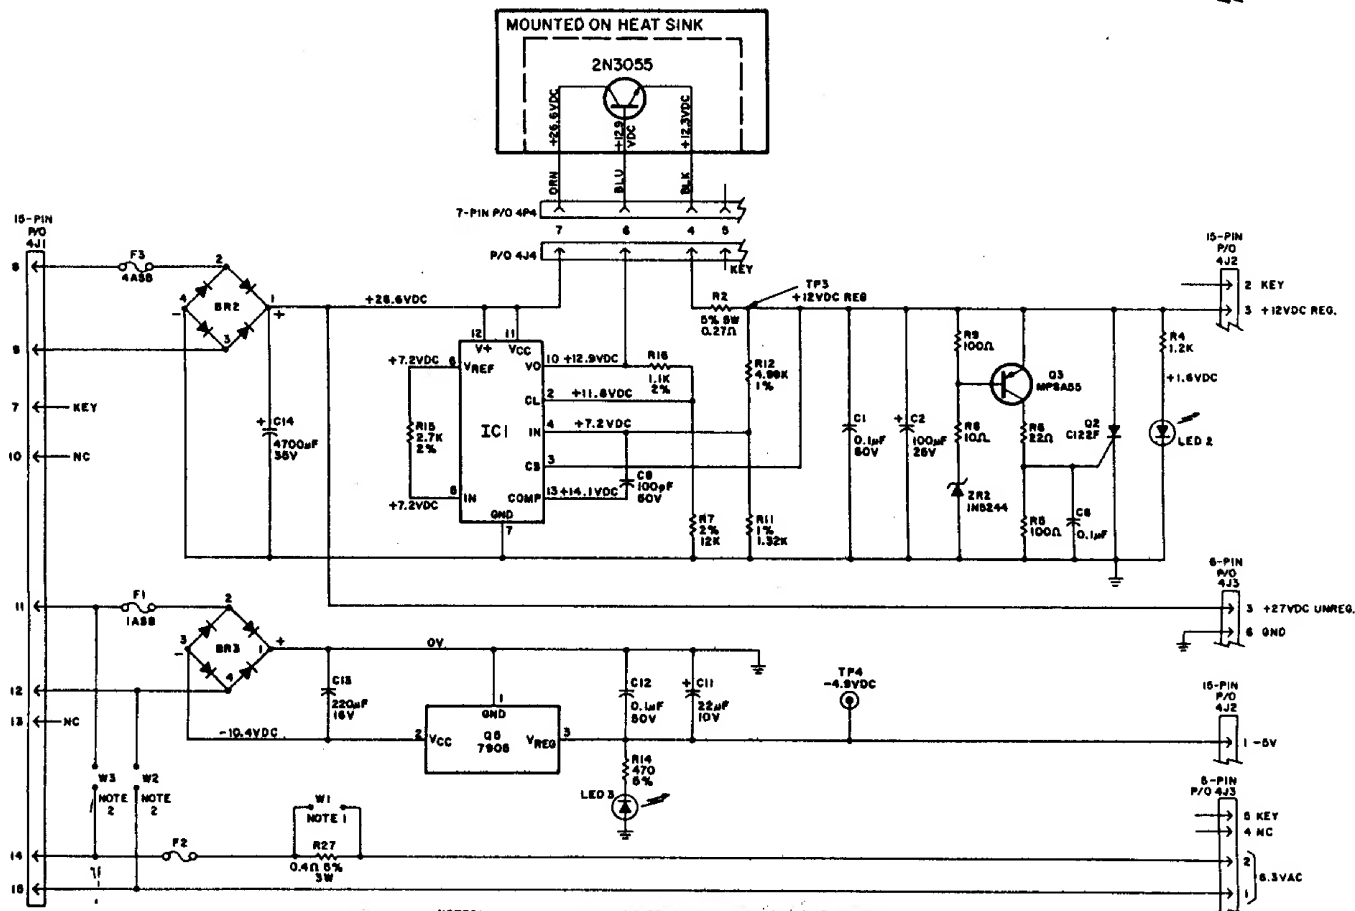 MOUNTED ON HEAT SINK
2N3055
+26.6VDC
+12.9
VDC
+12.3VDC
ORN
BLU
BLK
7-PIN P/O 4P4
7
6
4
5
P/O 4J4
KEY
15-PIN
P/O
4J1
F3
4ASB
2
4
BR2
1
-
+
3
+26.6VDC
7
KEY
10
NC
C14
4700µF
35V
12
11
V+
VCC
+7.2VDC
6
VREF
VO
10
+12.9VDC
R16
1.1K
2%
CL
2
+11.8VDC
R15
2.7K
2%
IC1
IN
4
+7.2VDC
CS
3
C9
100pF
50V
5
IN
COMP
13
+14.1VDC
+7.2VDC
GND
7
R2
5% 5W
0.27Ω
TP3
+12VDC REG
R12
4.99K
1%
R7
2%
12K
R11
1%
1.32K
C1
0.1µF
50V
C2
100µF
25V
+
R9
100Ω
Q3
MPSA55
R8
10Ω
R6
22Ω
Q2
C122F
ZR2
1N5244
R5
100Ω
C6
0.1µF
R4
1.2K
+1.6VDC
LED 2
15-PIN
P/O
4J2
2 KEY
3 +12VDC REG.
6-PIN
P/O
4J3
3 +27VDC UNREG.
6 GND
11
F1
1ASB
2
3
BR3
1
-
+
4
12
13
NC
0V
C13
220µF
16V
-10.4VDC
2
VCC
1
GND
Q5
7905
VREG
3
C12
0.1µF
50V
C11
22µF
10V
+
TP4
-4.9VDC
15-PIN
P/O
4J2
1 -5V
R14
470
5%
LED 3
W3
NOTE
2
W2
NOTE
2
W1
NOTE 1
F2
R27
0.4Ω 5%
3W
14
15
6-PIN
P/O 4J3
5 KEY
4 NC
2
1
6.3VAC